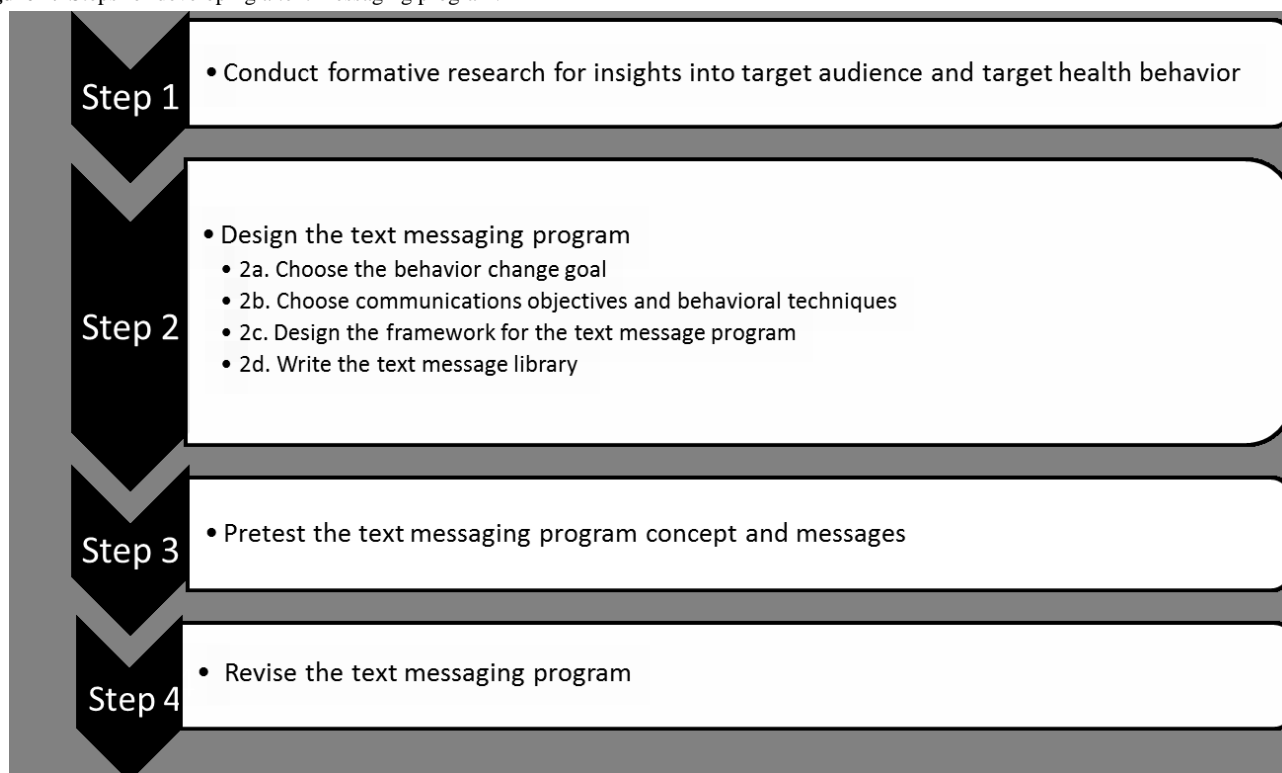 Step 1
• Conduct formative research for insights into target audience and target health behavior
Step 2
• Design the text messaging program
• 2a. Choose the behavior change goal
• 2b. Choose communications objectives and behavioral techniques
• 2c. Design the framework for the text message program
• 2d. Write the text message library
Step 3
• Pretest the text messaging program concept and messages
Step 4
• Revise the text messaging program